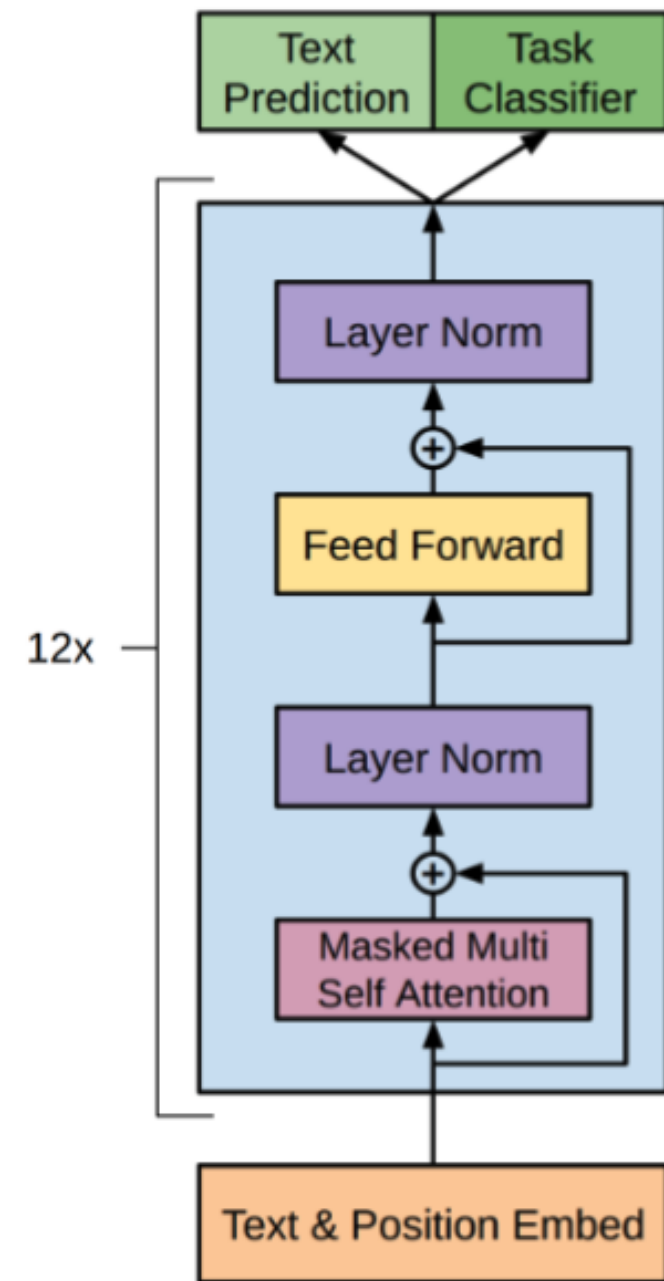 Text
Prediction
Task
Classifier
Layer Norm
+
Feed Forward
12x
Layer Norm
+
Masked Multi
Self Attention
Text & Position Embed